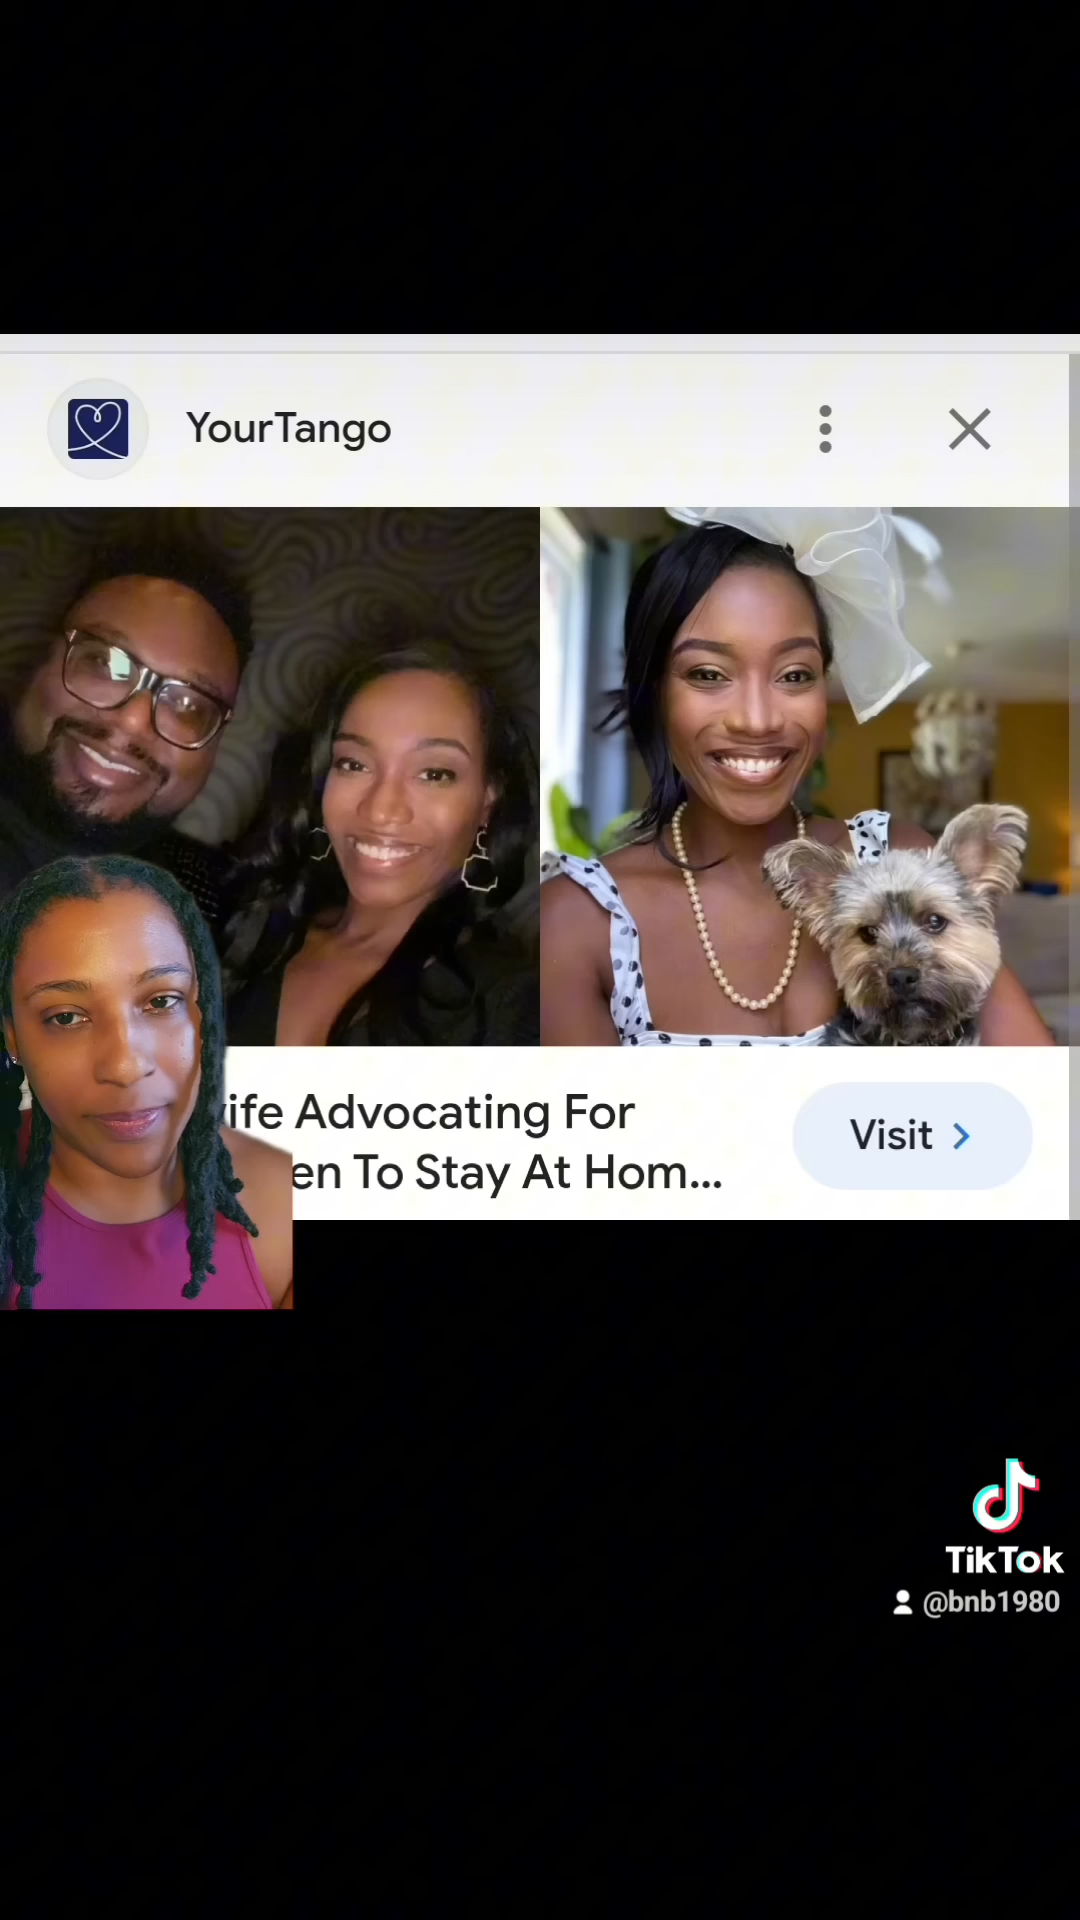 YourTango
ife Advocating For
en To Stay At Hom...
Visit
TikTok
@bnb1980